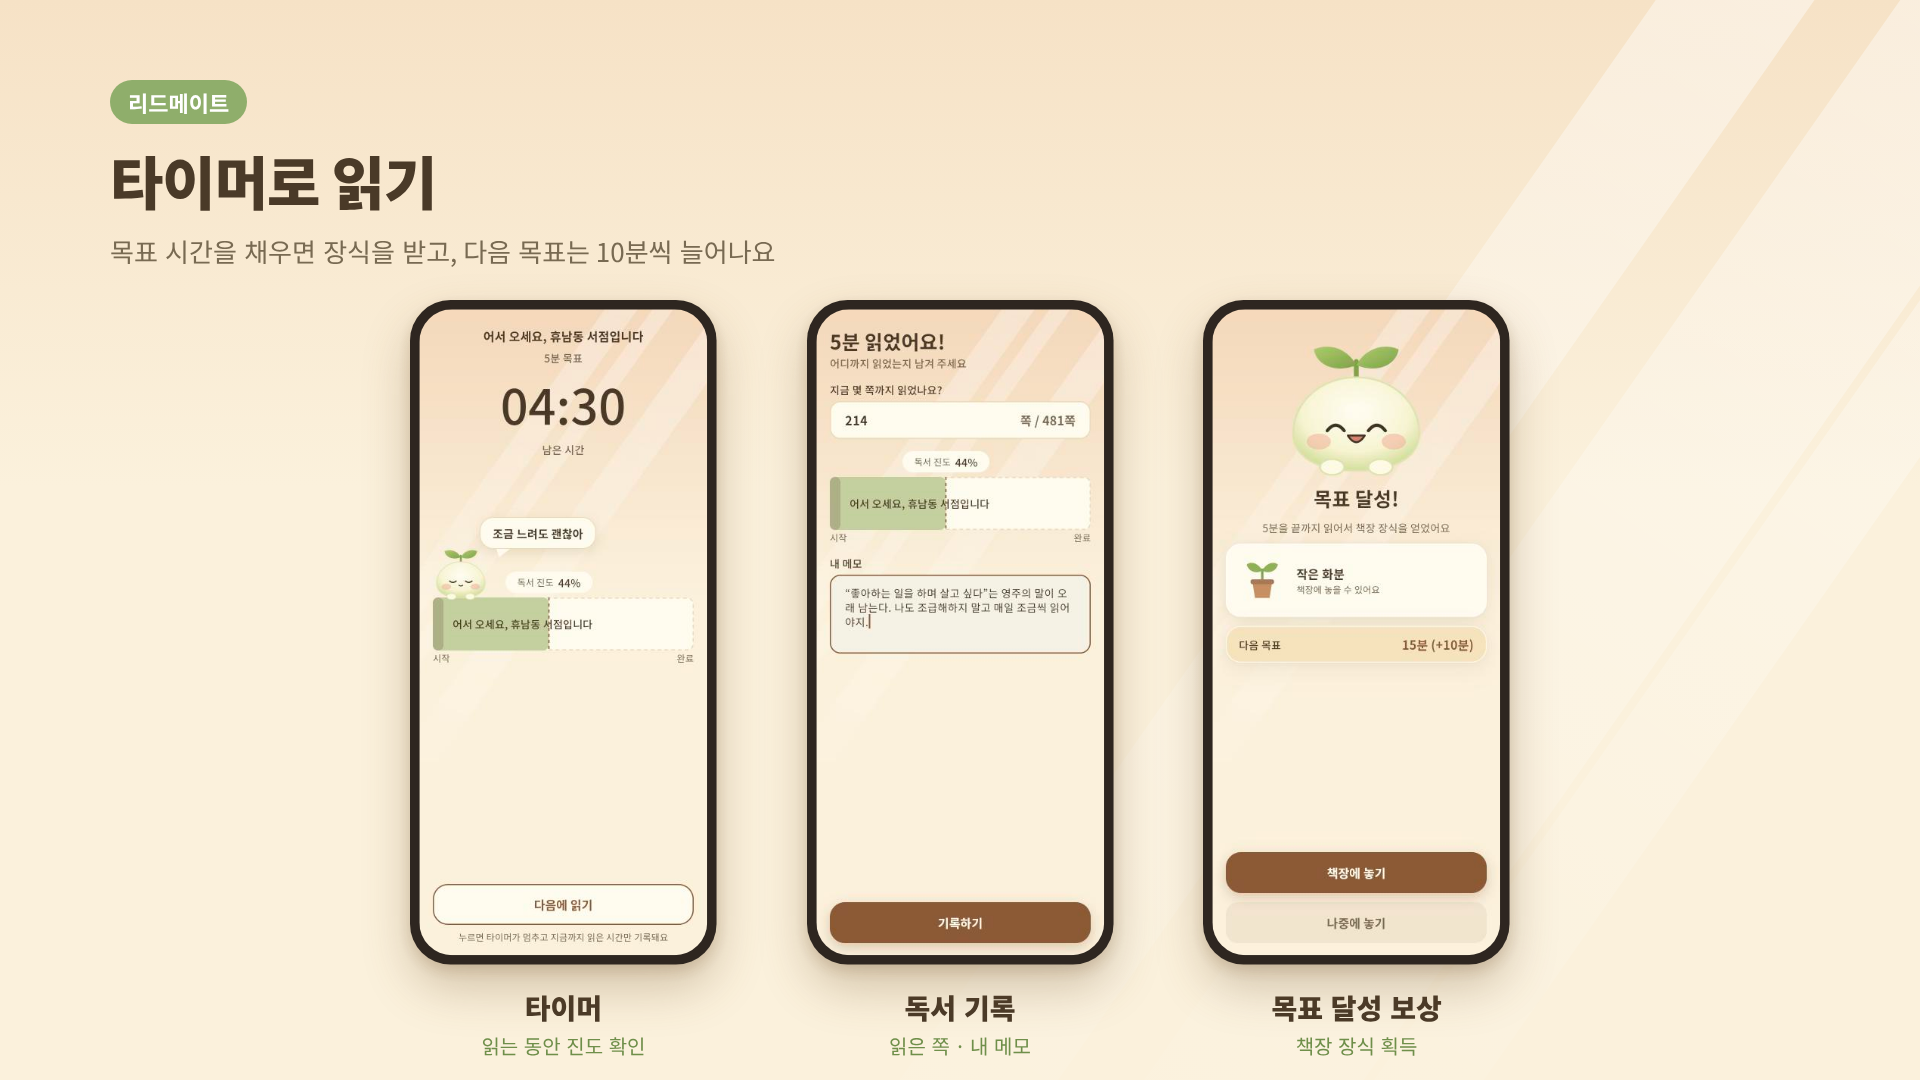 리드메이트
타이머로 읽기
목표 시간을 채우면 장식을 받고, 다음 목표는 10분씩 늘어나요
어서 오세요, 휴남동 서점입니다
5분 목표
04:30
남은 시간
조금 느려도 괜찮아
독서 진도 44%
어서 오세요, 휴남동 서점입니다
시작
완료
다음에 읽기
누르면 타이머가 멈추고 지금까지 읽은 시간만 기록돼요
타이머
읽는 동안 진도 확인
5분 읽었어요!
어디까지 읽었는지 남겨 주세요
지금 몇 쪽까지 읽었나요?
214
쪽 / 481쪽
독서 진도 44%
어서 오세요, 휴남동 서점입니다
시작
완료
내 메모
“좋아하는 일을 하며 살고 싶다”는 영주의 말이 오
래 남는다. 나도 조급해하지 말고 매일 조금씩 읽어
야지.
기록하기
독서 기록
읽은 쪽 · 내 메모
목표 달성!
5분을 끝까지 읽어서 책장 장식을 얻었어요
작은 화분
책장에 놓을 수 있어요
다음 목표
15분 (+10분)
책장에 놓기
나중에 놓기
목표 달성 보상
책장 장식 획득